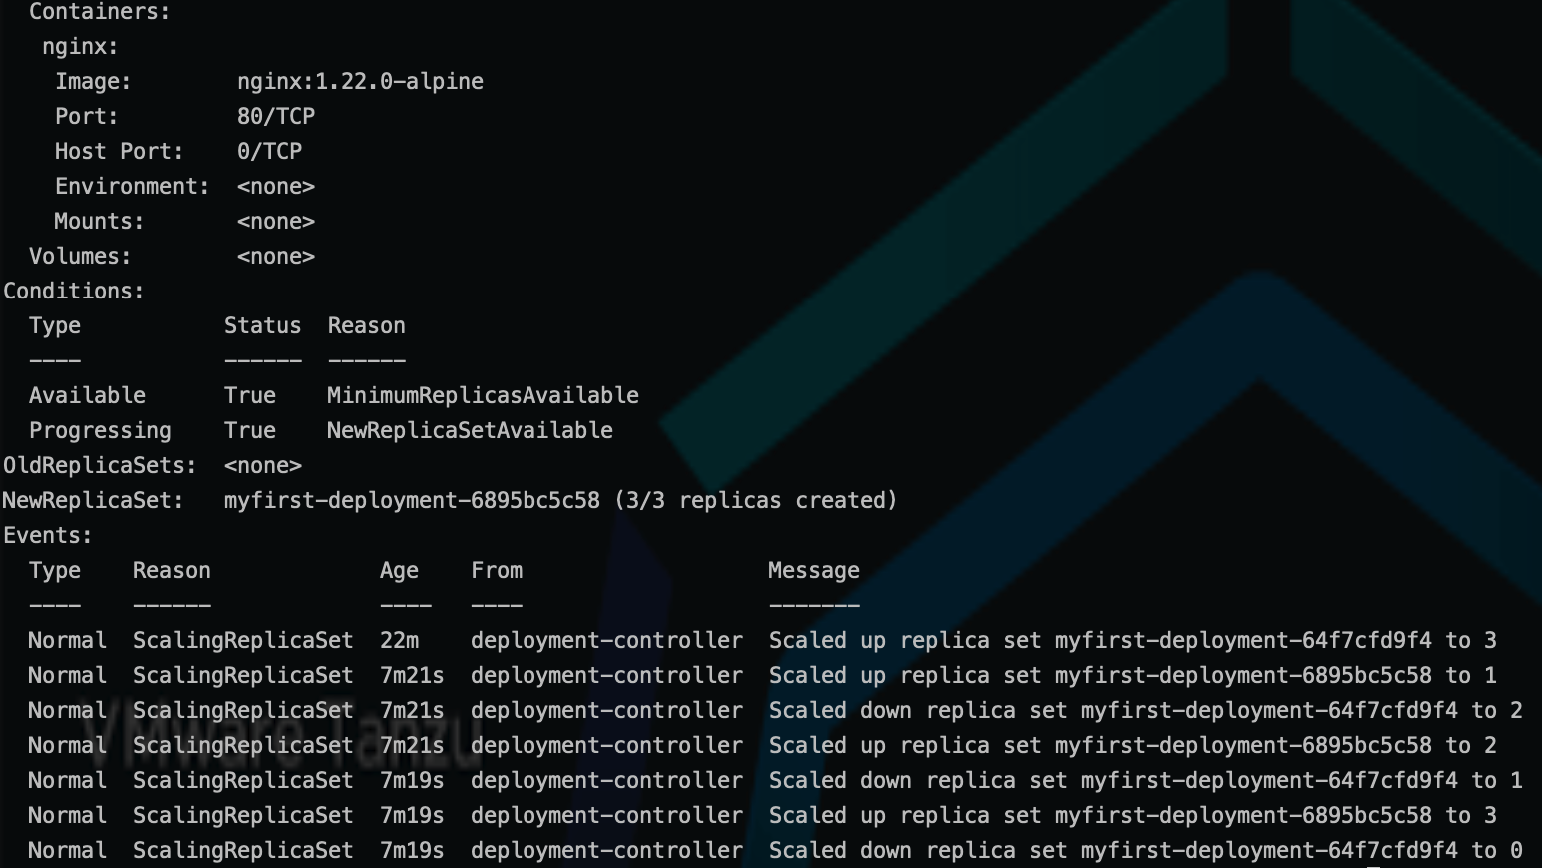 Containers:
nginx:
Image: nginx:1.22.0-alpine
Port: 80/TCP
Host Port: 0/TCP
Environment: <none>
Mounts: <none>
Volumes: <none>
Conditions:
Type Status Reason
---- ------ ------
Available True MinimumReplicasAvailable
Progressing True NewReplicaSetAvailable
OldReplicaSets: <none>
NewReplicaSet: myfirst-deployment-6895bc5c58 (3/3 replicas created)
Events:
Type Reason Age From Message
---- ------ ---- ---- -------
Normal ScalingReplicaSet 22m deployment-controller Scaled up replica set myfirst-deployment-64f7cfd9f4 to 3
Normal ScalingReplicaSet 7m21s deployment-controller Scaled up replica set myfirst-deployment-6895bc5c58 to 1
Normal ScalingReplicaSet 7m21s deployment-controller Scaled down replica set myfirst-deployment-64f7cfd9f4 to 2
Normal ScalingReplicaSet 7m21s deployment-controller Scaled up replica set myfirst-deployment-6895bc5c58 to 2
Normal ScalingReplicaSet 7m19s deployment-controller Scaled down replica set myfirst-deployment-64f7cfd9f4 to 1
Normal ScalingReplicaSet 7m19s deployment-controller Scaled up replica set myfirst-deployment-6895bc5c58 to 3
Normal ScalingReplicaSet 7m19s deployment-controller Scaled down replica set myfirst-deployment-64f7cfd9f4 to 0
VMware Tanzu